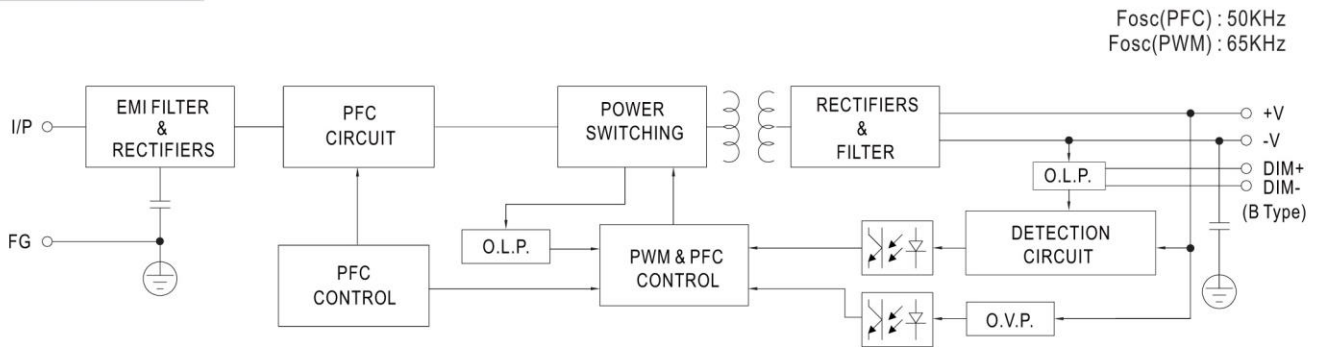 Fosc(PFC) : 50KHz
Fosc(PWM) : 65KHz
I/P
EMI FILTER
&
RECTIFIERS
PFC
CIRCUIT
POWER
SWITCHING
RECTIFIERS
&
FILTER
+V
-V
O.L.P.
DIM+
DIM-
(B Type)
FG
O.L.P.
PFC
CONTROL
PWM & PFC
CONTROL
DETECTION
CIRCUIT
O.V.P.